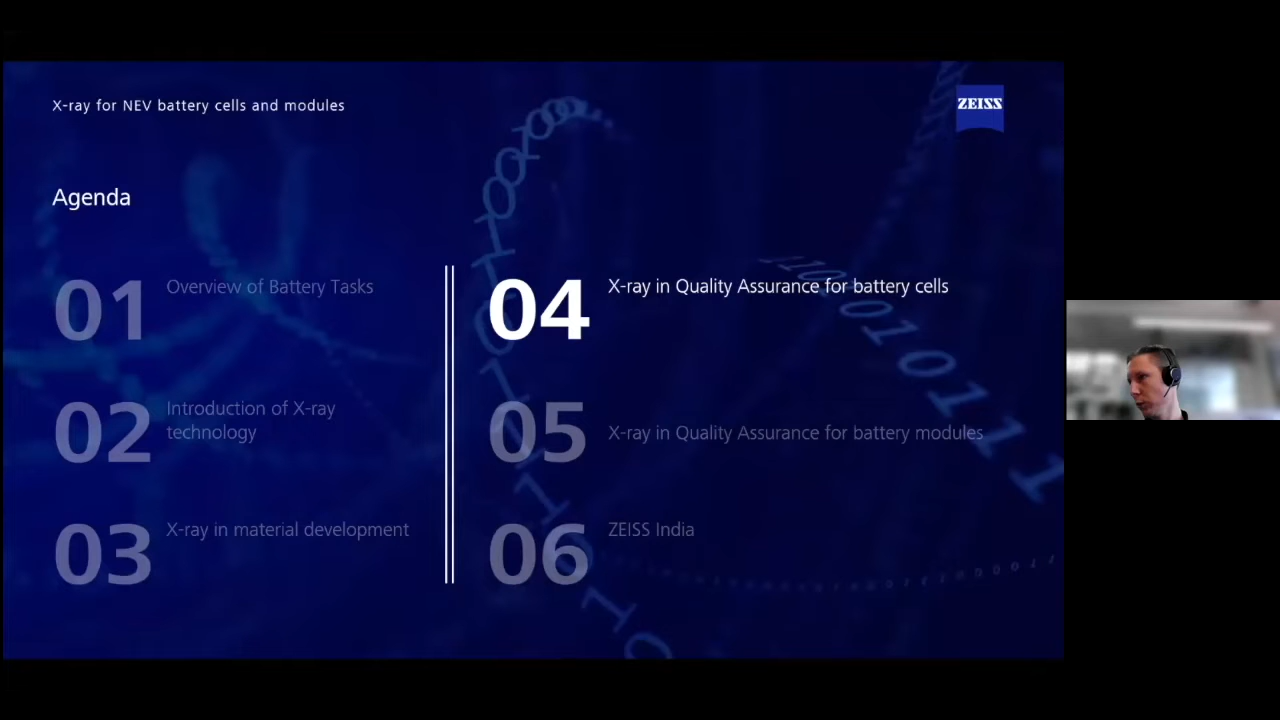 X-ray for NEV battery cells and modules
ZEISS
Agenda
01
Overview of Battery Tasks
02
Introduction of X-ray
technology
03
X-ray in material development
04
X-ray in Quality Assurance for battery cells
05
X-ray in Quality Assurance for battery modules
06
ZEISS India